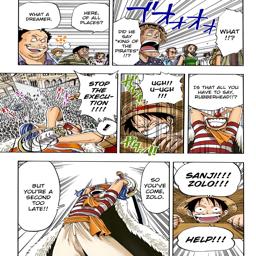 WHAT
!!?
HERE,
OF ALL
PLACES?
DID HE
SAY "KING
OF THE
PIRATES"?
WHAT A
DREAMER.
IS THAT ALL
YOU HAVE
TO SAY,
RUBBERHEAD!?
UGH!!
U-UGH
!!!
STOP
THE
EXECU-
TION
!!!!
SANJI!!!
ZOLO!!!
HELP!!!
SO
YOU'VE
COME,
ZOLO.
BUT
YOU'RE A
SECOND
TOO
LATE!!